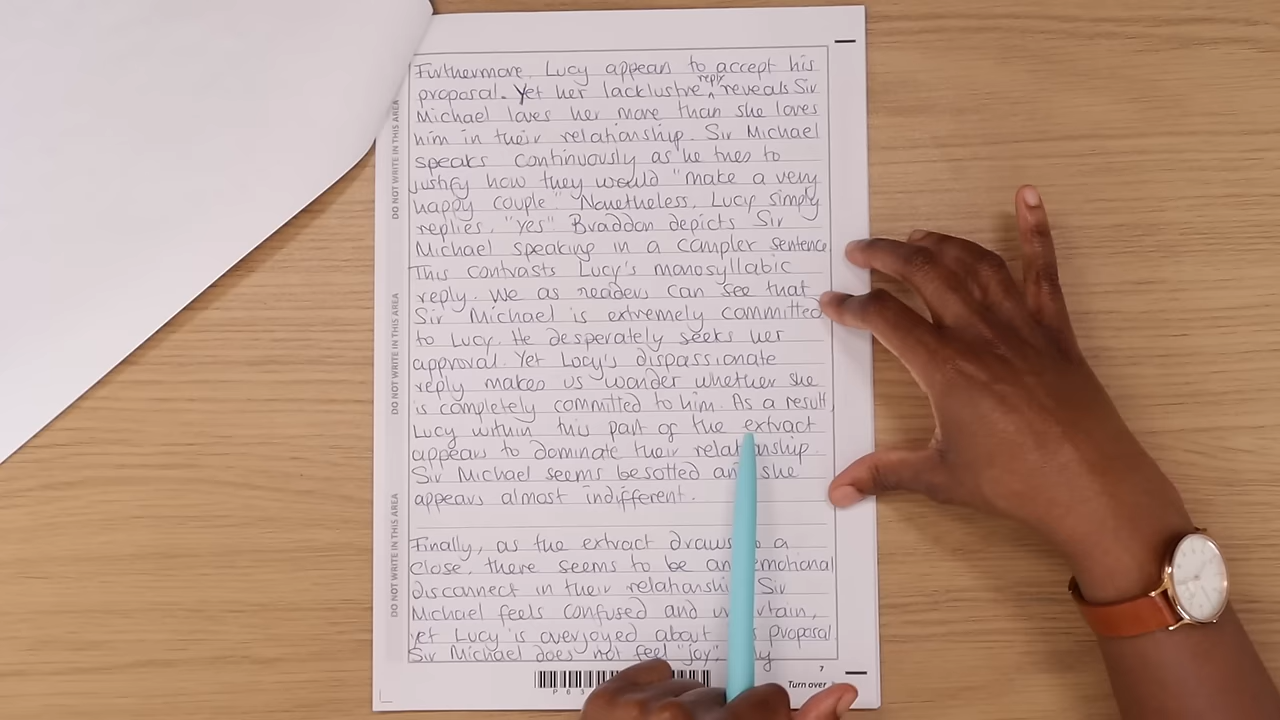 Furthermore, Lucy appears to accept his
proposal. Yet her lacklustre reply reveals Sir
Michael loves her more than she loves
him in their relationship. Sir Michael
speaks continuously as he tries to
justify how they would "make a very
happy couple" Nonetheless, Lucy simply
replies, "yes" Braddon depicts Sir
Michael speaking in a complex sentence
This contrasts Lucy's monosyllabic
reply. We as readers can see that
Sir Michael is extremely committed
to Lucy. He desperately seeks her
approval. Yet Lucy's dispassionate
reply makes us wonder whether she
is completely committed to him. As a result,
Lucy within this part of the extract
appears to dominate their relationship.
Sir Michael seems besotted and she
appears almost indifferent.
Finally, as the extract draws to a
close, there seems to be an emotional
disconnect in their relationship Sir
Michael feels confused and uncertain,
yet Lucy is overjoyed about proposal
Sir Michael does not feel "joy",
7
Turn over
DO NOT WRITE IN THIS AREA
DO NOT WRITE IN THIS AREA
DO NOT WRITE IN THIS AREA